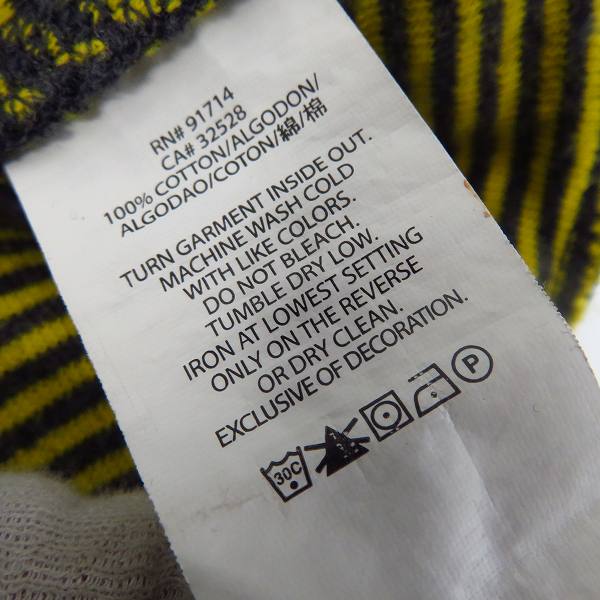 RN# 91714
CA# 32528
100% COTTON/ALGODON/
ALGODAO/COTON/綿/棉
TURN GARMENT INSIDE OUT.
MACHINE WASH COLD
WITH LIKE COLORS.
DO NOT BLEACH.
TUMBLE DRY LOW.
IRON AT LOWEST SETTING
ONLY ON THE REVERSE
OR DRY CLEAN.
EXCLUSIVE OF DECORATION.
30C P